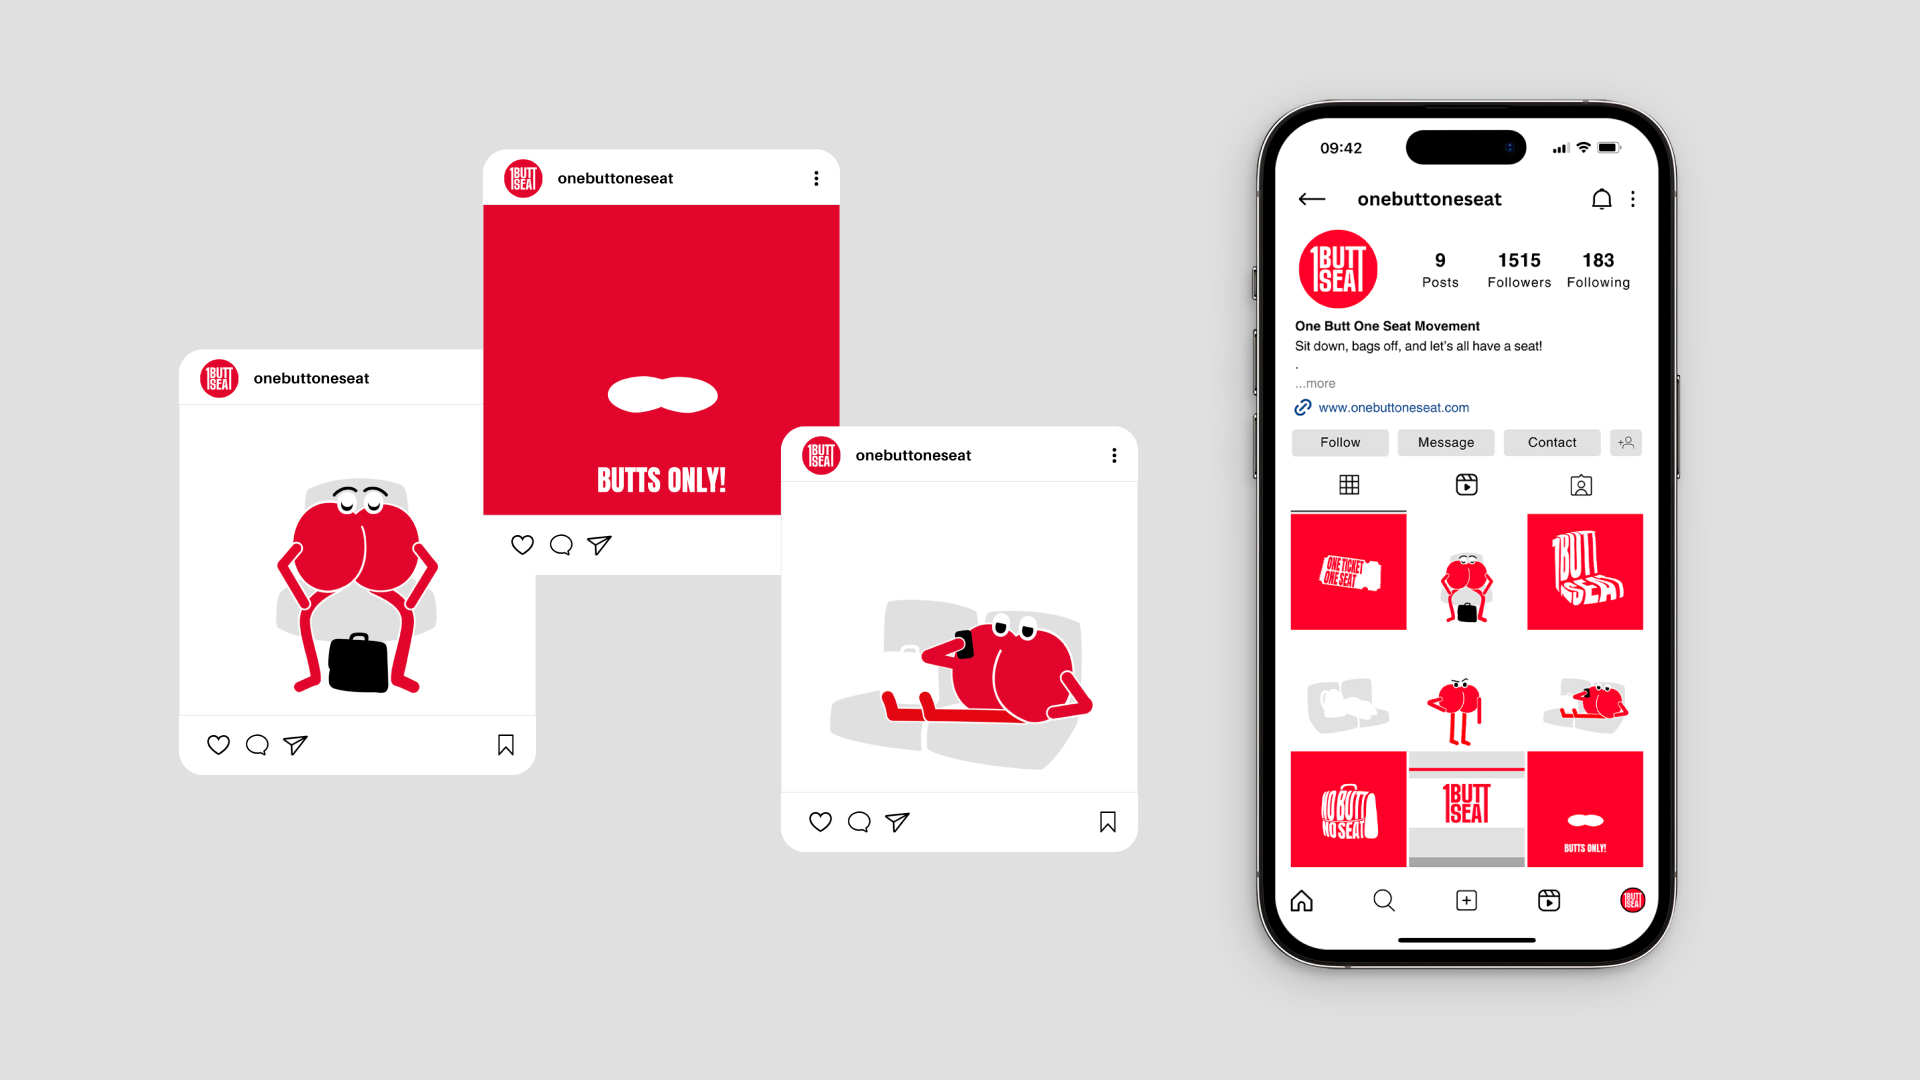 1BUTT
1SEAT
onebuttoneseat
BUTTS ONLY!
1BUTT
1SEAT
onebuttoneseat
1BUTT
1SEAT
onebuttoneseat
09:42
onebuttoneseat
1BUTT
1SEAT
9
Posts
1515
Followers
183
Following
One Butt One Seat Movement
Sit down, bags off, and let's all have a seat!
.
...more
www.onebuttoneseat.com
Follow
Message
Contact
ONE TICKET
ONE SEAT
1BUTT
1SEAT
NO BUTT
NO SEAT
1BUTT
1SEAT
BUTTS ONLY!
1BUTT
1SEAT